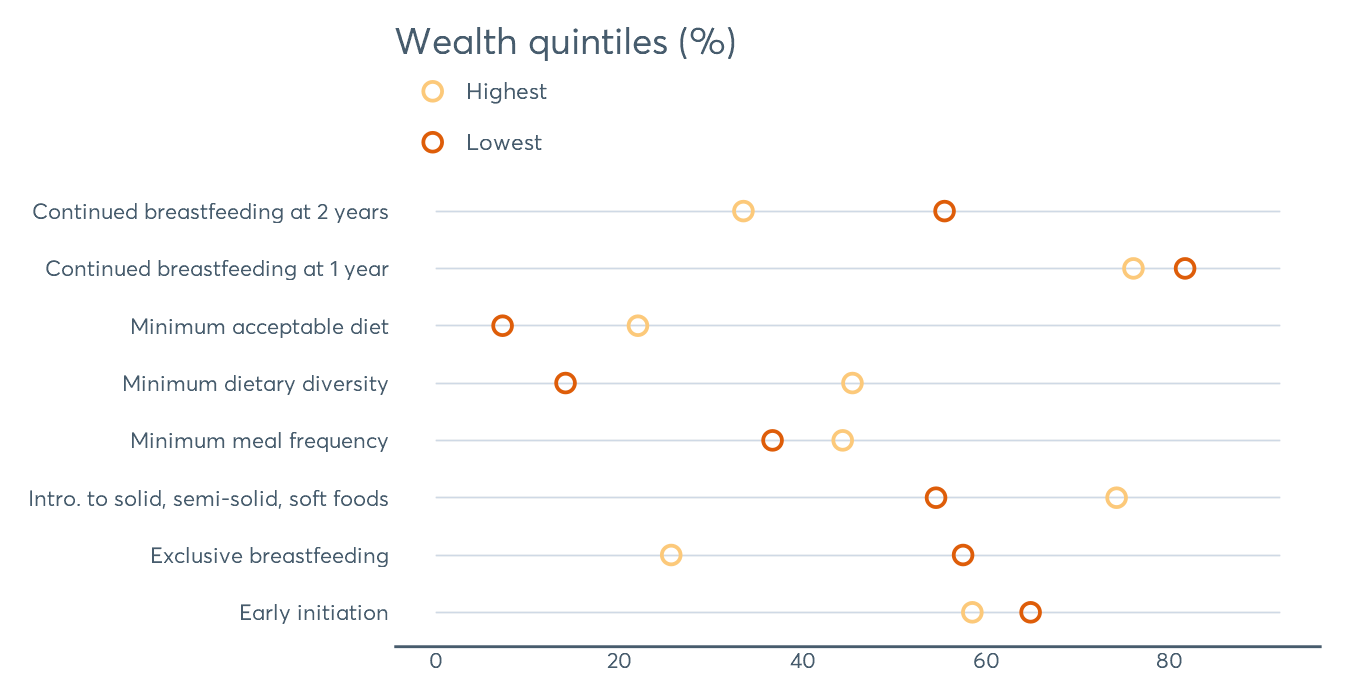 Wealth quintiles (%)
Highest
Lowest
Continued breastfeeding at 2 years
Continued breastfeeding at 1 year
Minimum acceptable diet
Minimum dietary diversity
Minimum meal frequency
Intro. to solid, semi-solid, soft foods
Exclusive breastfeeding
Early initiation
0 20 40 60 80